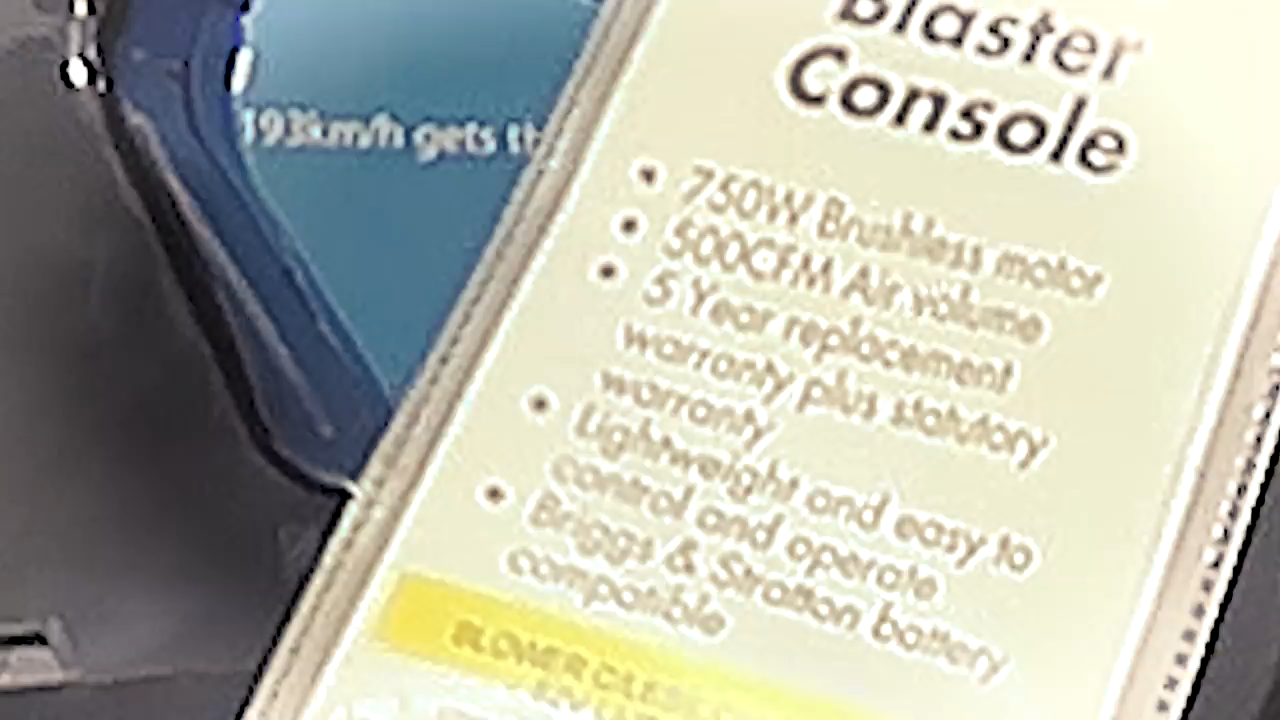 193km/h gets th
Blaster
Console
• 750W Brushless motor
• 500CFM Air volume
• 5 Year replacement
warranty plus statutory
warranty
• Lightweight and easy to
control and operate
• Briggs & Stratton battery
compatible
BLOWER